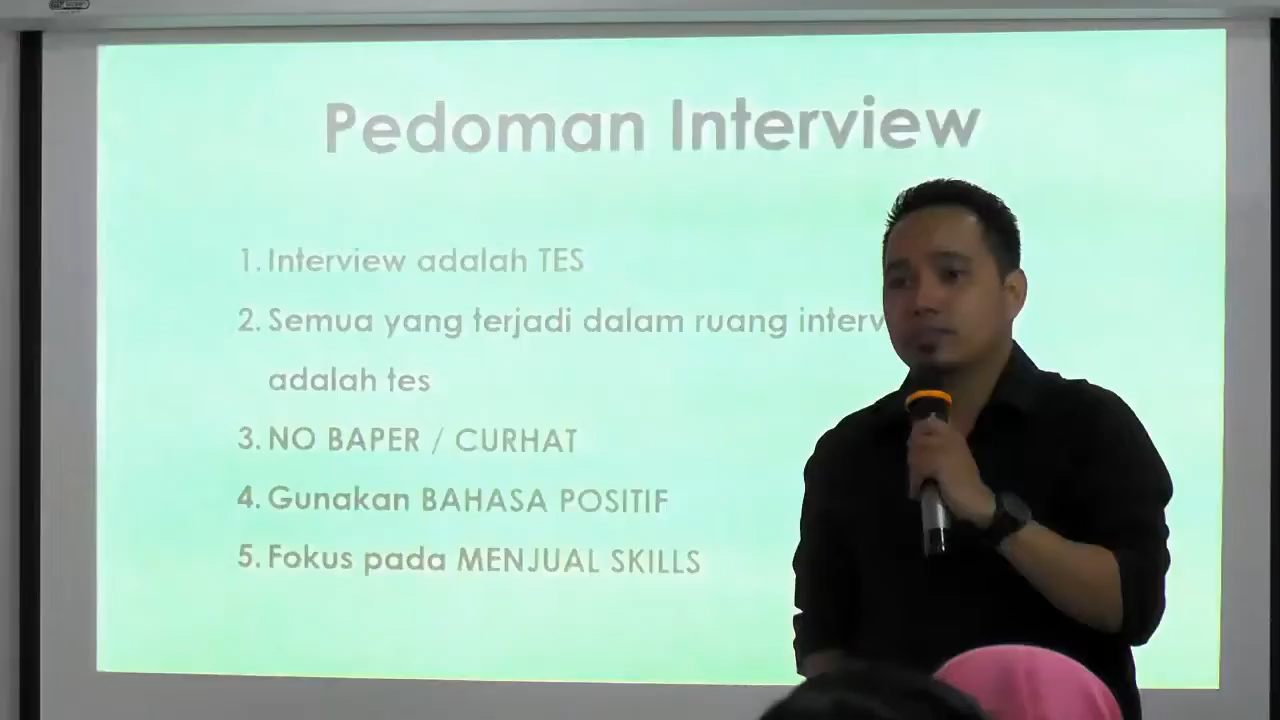 Pedoman Interview
1. Interview adalah TES
2. Semua yang terjadi dalam ruang
adalah tes
3. NO BAPER / CURHAT
4. Gunakan BAHASA POSITIF
5. Fokus pada MENJUAL SKILLS